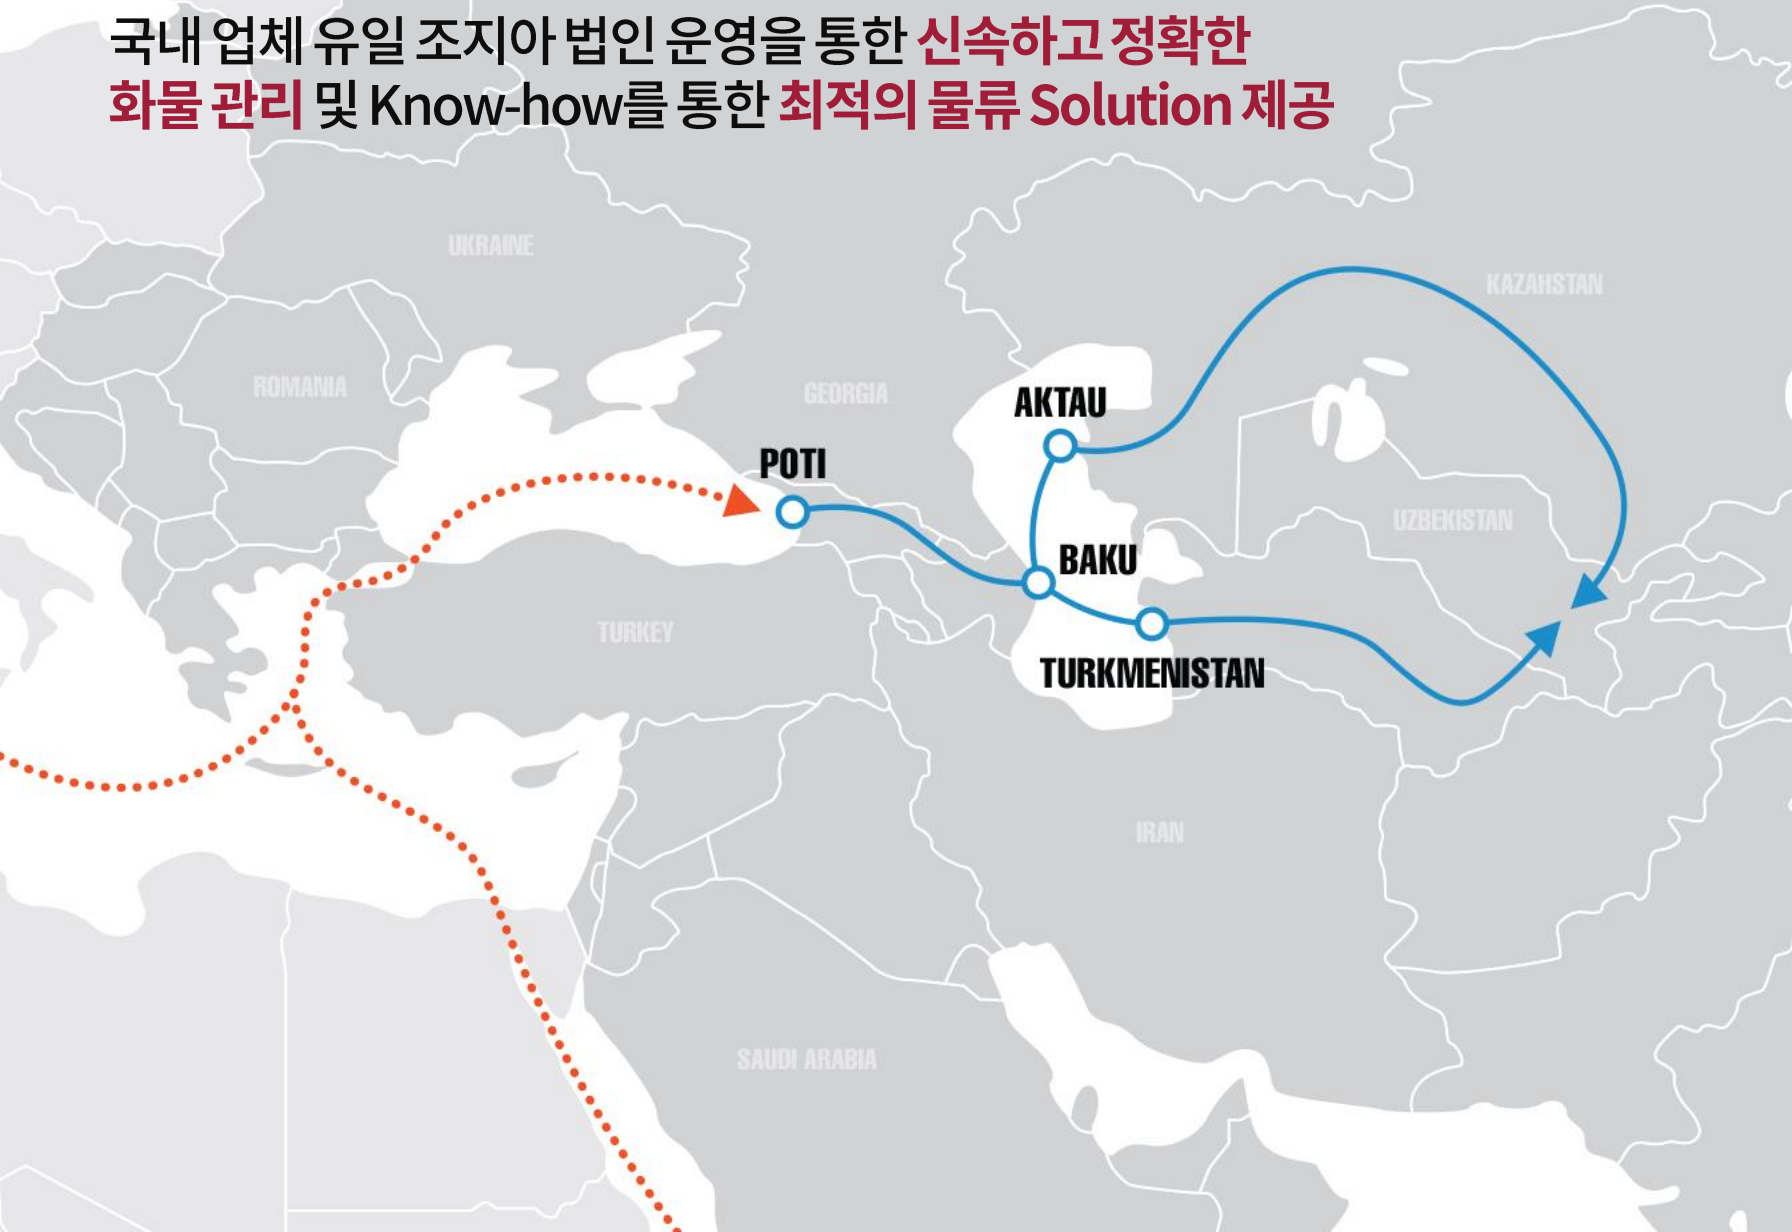 국내 업체 유일 조지아 법인 운영을 통한 신속하고 정확한
화물 관리 및 Know-how를 통한 최적의 물류 Solution 제공
UKRAINE
KAZAHSTAN
ROMANIA
GEORGIA
AKTAU
POTI
UZBEKISTAN
BAKU
TURKEY
TURKMENISTAN
IRAN
SAUDI ARABIA